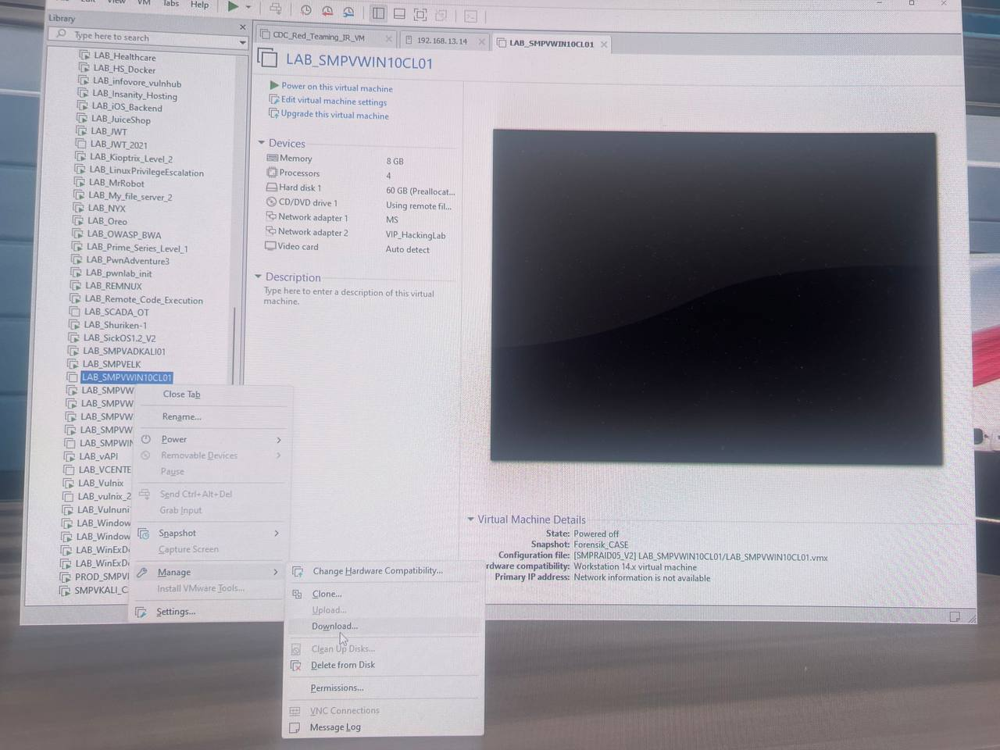 View
VM
Tabs
Help
Library
Type here to search
LAB_Healthcare
LAB_HS_Docker
LAB_infovore_vulnhub
LAB_Insanity_Hosting
LAB_iOS_Backend
LAB_JuiceShop
LAB_JWT
LAB_JWT_2021
LAB_Kioptrix_Level_2
LAB_LinuxPrivilegeEscalation
LAB_MrRobot
LAB_My_file_server_2
LAB_NYX
LAB_Oreo
LAB_OWASP_BWA
LAB_Prime_Series_Level_1
LAB_PwnAdventure3
LAB_pwnlab_init
LAB_REMNUX
LAB_Remote_Code_Execution
LAB_SCADA_OT
LAB_Shuriken-1
LAB_SickOS1.2_V2
LAB_SMPVADKALI01
LAB_SMPVELK
LAB_SMPVWIN10CL01
LAB_SMPVW
LAB_SMPVW
LAB_SMPVW
LAB_SMPVW
LAB_SMPWIN
LAB_vAPI
LAB_VCENTE
LAB_Vulnix
LAB_vulnix_2
LAB_Vulnuni
LAB_Window
LAB_Window
LAB_WinExD
LAB_WinExD
PROD_SMPVI
SMPVKALI_C
Close Tab
Rename...
Power
Removable Devices
Pause
Send Ctrl+Alt+Del
Grab Input
Snapshot
Capture Screen
Manage
Install VMware Tools...
Settings...
Change Hardware Compatibility...
Clone...
Upload...
Download...
Clean Up Disks...
Delete from Disk
Permissions...
VNC Connections
Message Log
CDC_Red_Teaming_IR_VM
192.168.13.14
LAB_SMPVWIN10CL01
LAB_SMPVWIN10CL01
Power on this virtual machine
Edit virtual machine settings
Upgrade this virtual machine
Devices
Memory 8 GB
Processors 4
Hard disk 1 60 GB (Preallocat...
CD/DVD drive 1 Using remote fil...
Network adapter 1 MS
Network adapter 2 VIP_HackingLab
Video card Auto detect
Description
Type here to enter a description of this virtual
machine.
Virtual Machine Details
State: Powered off
Snapshot: Forensik_CASE
Configuration file: [SMPRAID05_V2] LAB_SMPVWIN10CL01/LAB_SMPVWIN10CL01.vmx
rdware compatibility: Workstation 14.x virtual machine
Primary IP address: Network information is not available